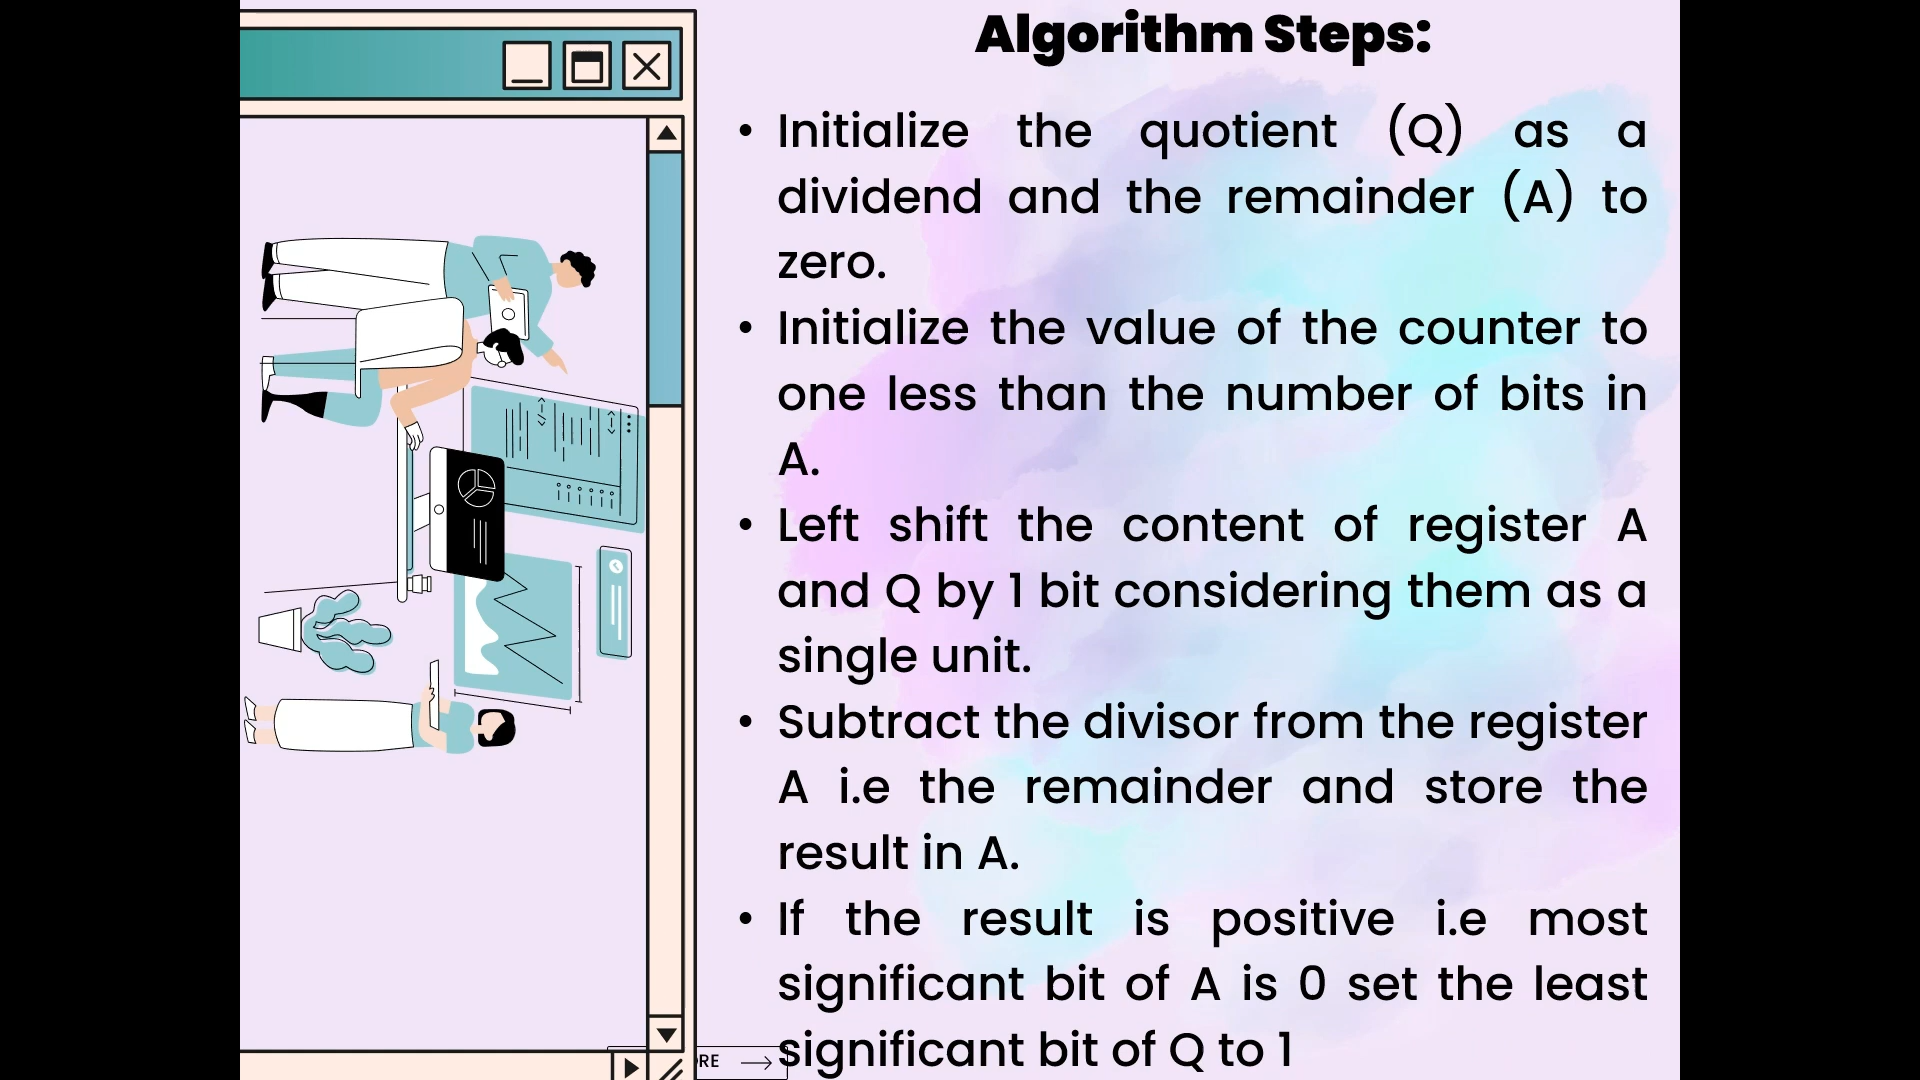 Algorithm Steps:
• Initialize the quotient (Q) as a
dividend and the remainder (A) to
zero.
• Initialize the value of the counter to
one less than the number of bits in
A.
• Left shift the content of register A
and Q by 1 bit considering them as a
single unit.
• Subtract the divisor from the register
A i.e the remainder and store the
result in A.
• If the result is positive i.e most
significant bit of A is 0 set the least
significant bit of Q to 1